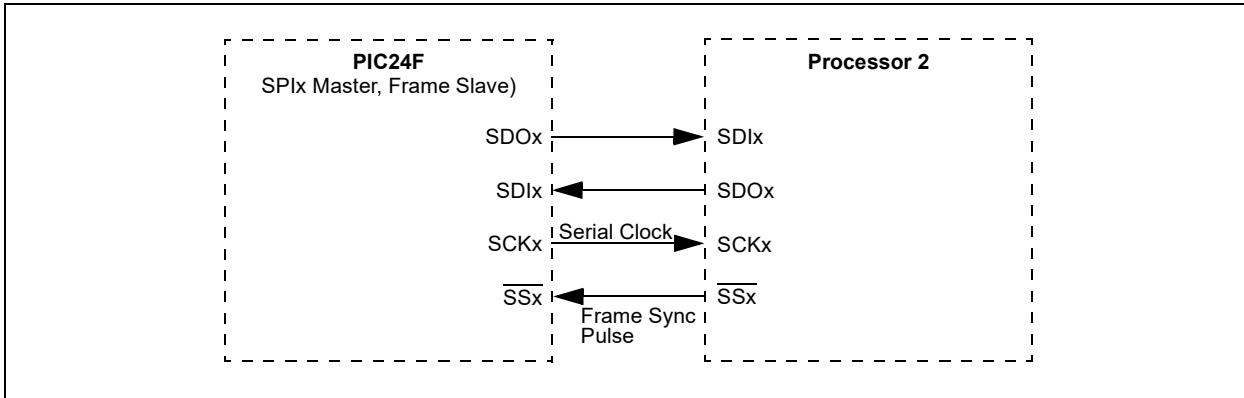 PIC24F
SPIx Master, Frame Slave)
Processor 2
SDOx
SDIx
SDIx
SDOx
SCKx
Serial Clock
SCKx
SSx
SSx
Frame Sync
Pulse